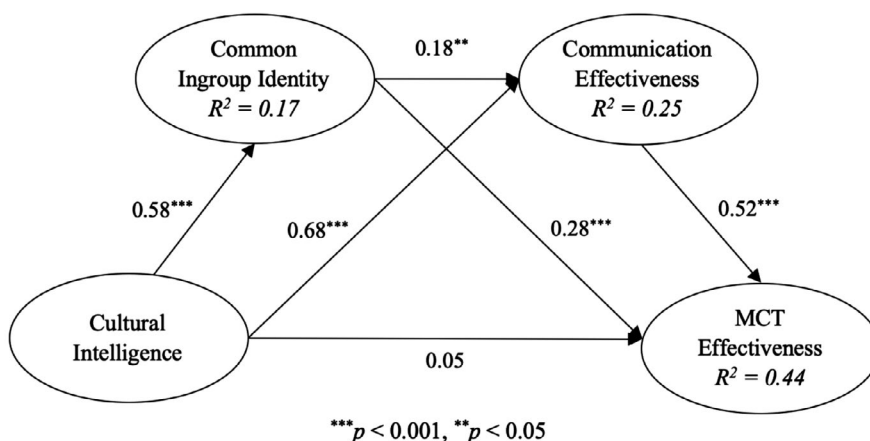 Common
Ingroup Identity
R² = 0.17
0.18**
Communication
Effectiveness
R² = 0.25
0.58***
0.68***
0.28***
0.52***
Cultural
Intelligence
0.05
MCT
Effectiveness
R² = 0.44
***p < 0.001, **p < 0.05